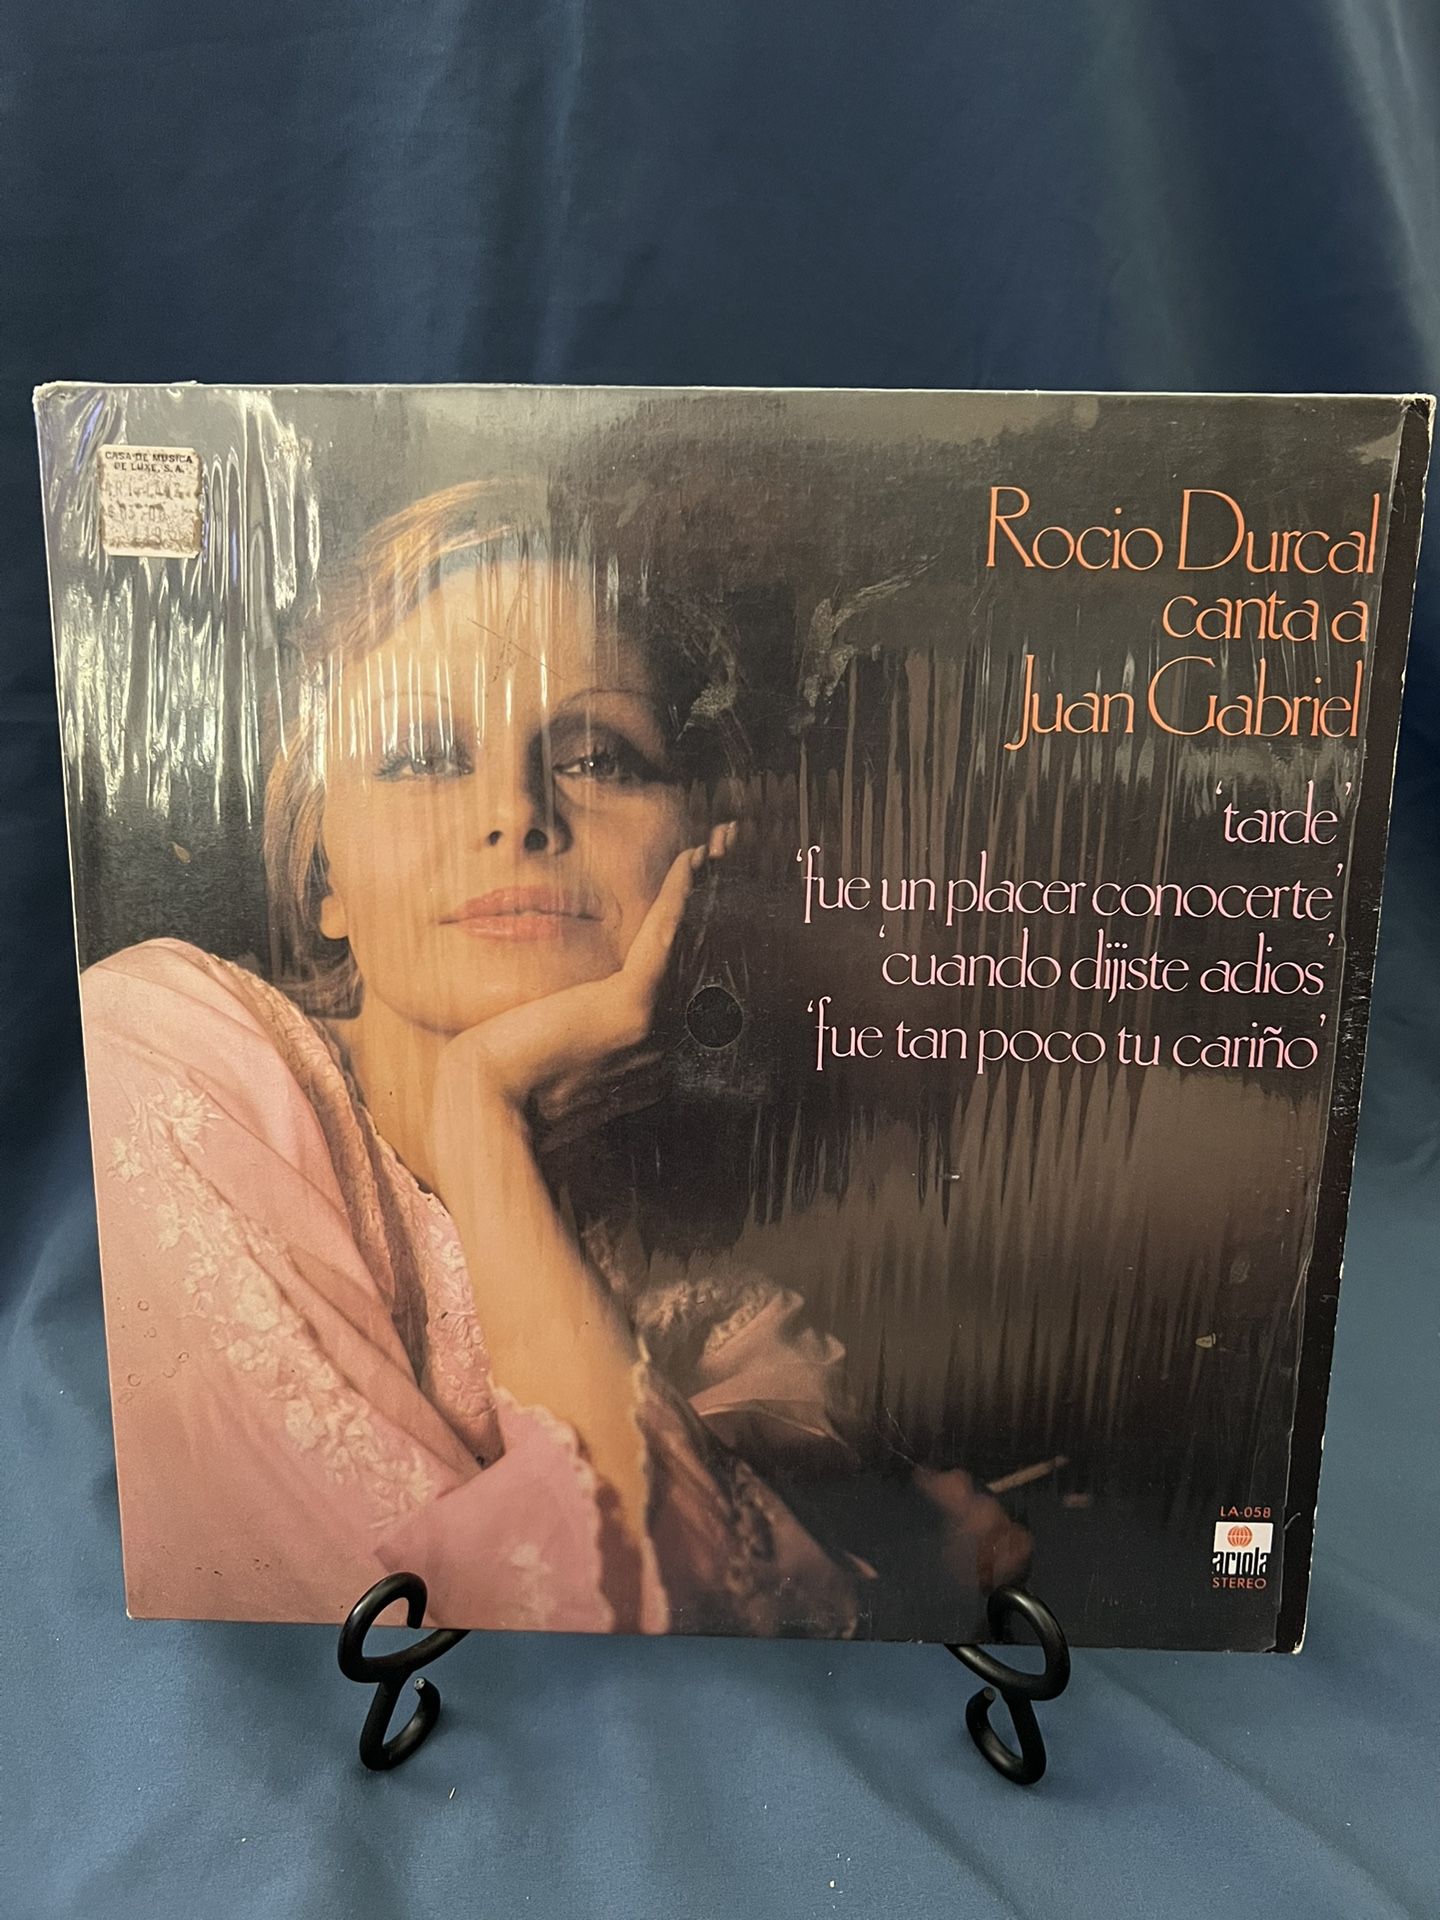 CASA DE MUSICA
DE LUXE, S.A.
Rocio Durcal
canta a
Juan Gabriel
'tarde'
'fue un placer conocerte'
'cuando dijiste adios'
'fue tan poco tu cariño'
LA-058
ariola
STEREO